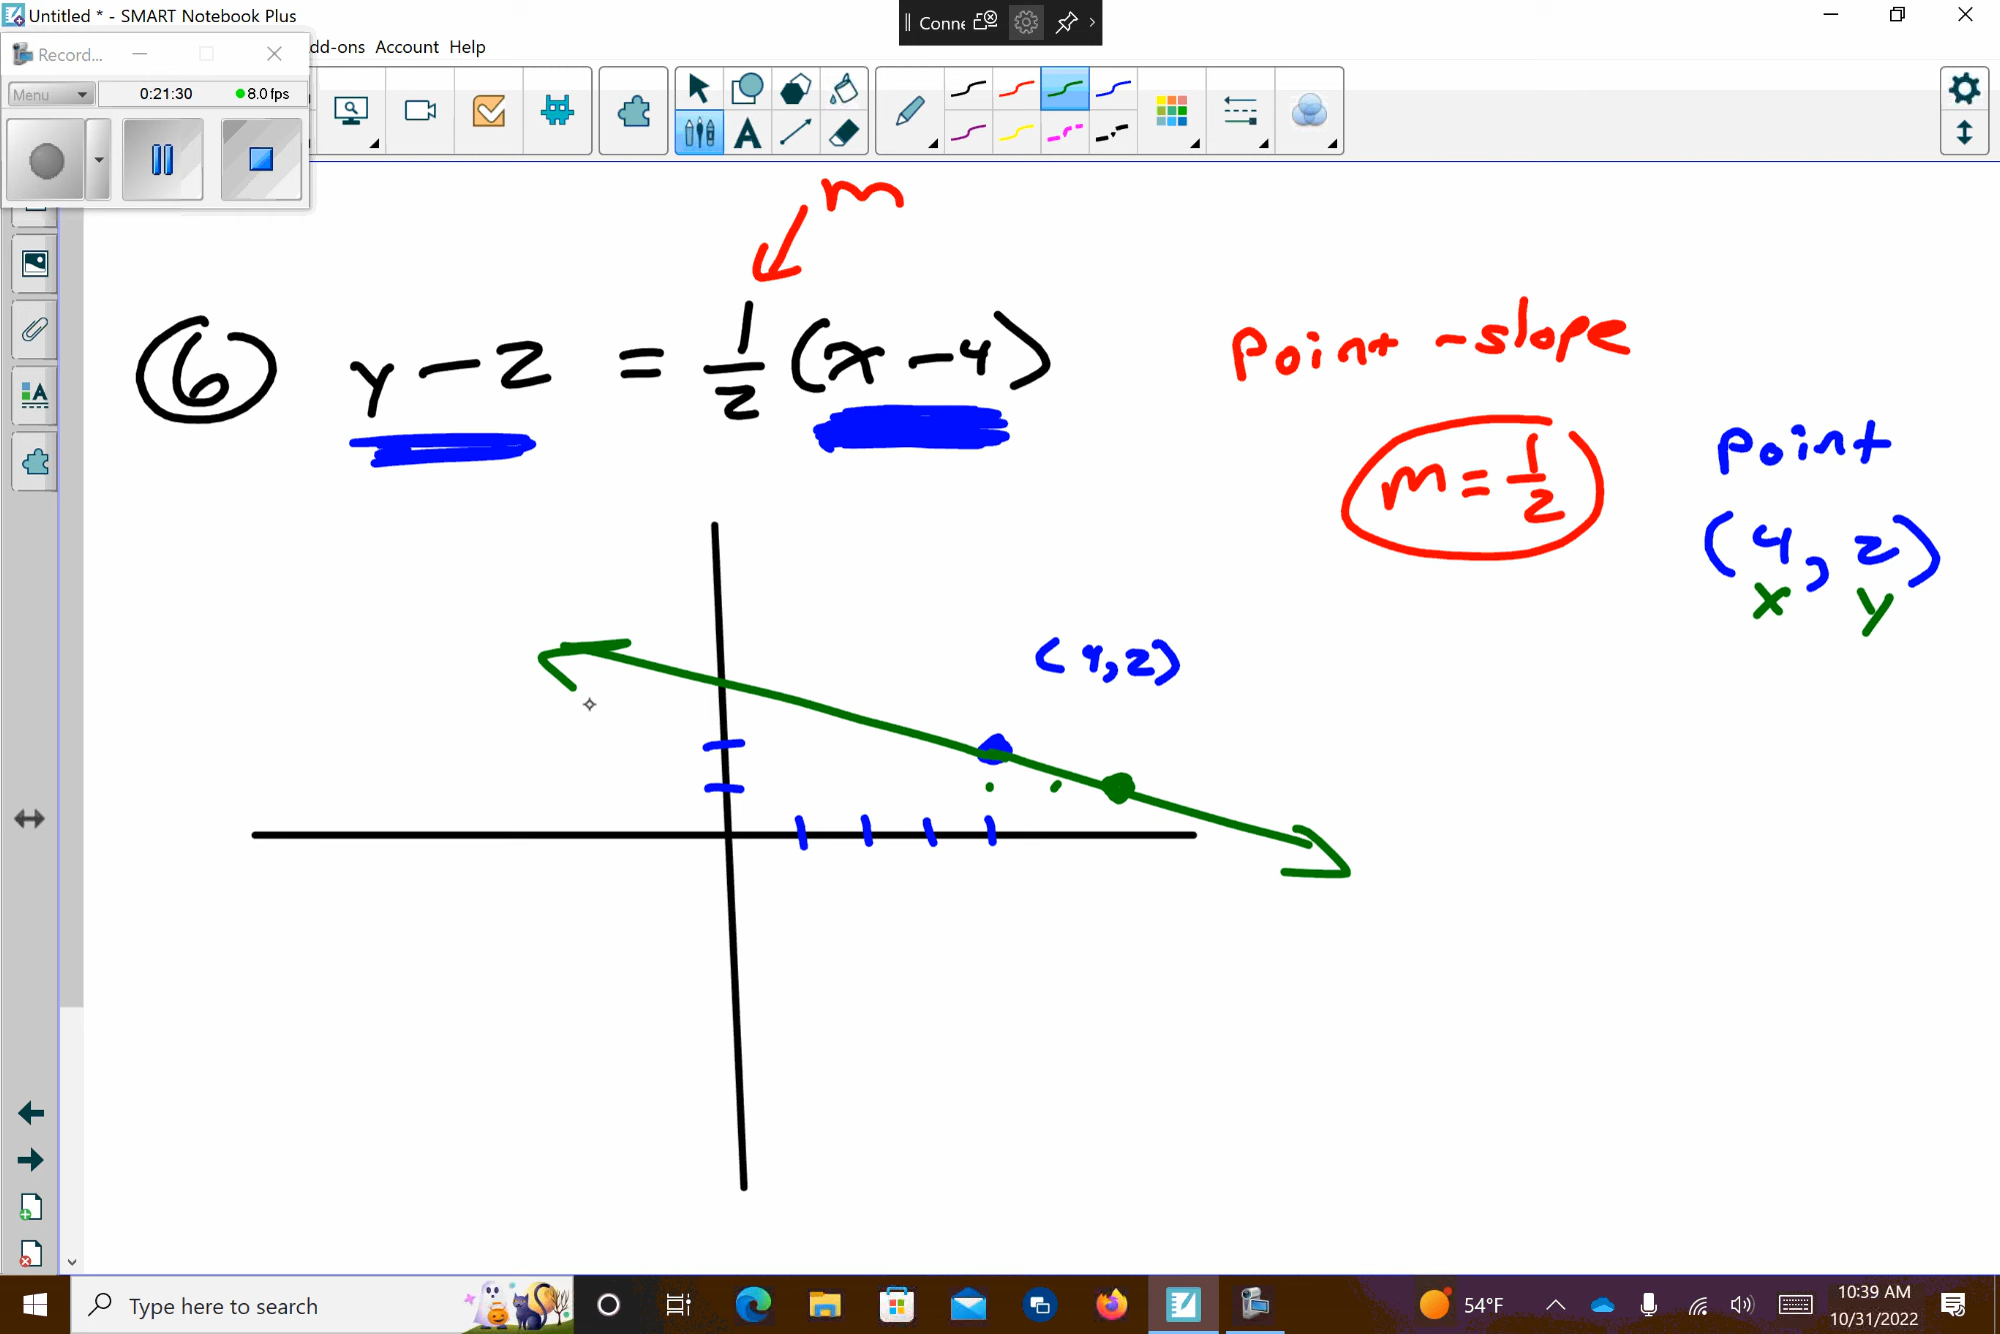 Untitled * - SMART Notebook Plus
Conne
Record...
dd-ons Account Help
Menu
0:21:30
8.0 fps
m
⑥ y - 2 = 1/2 (x - 4)
Point - slope
m = 1/2
Point
(4, 2)
x y
(4, 2)
Type here to search
54°F
10:39 AM
10/31/2022